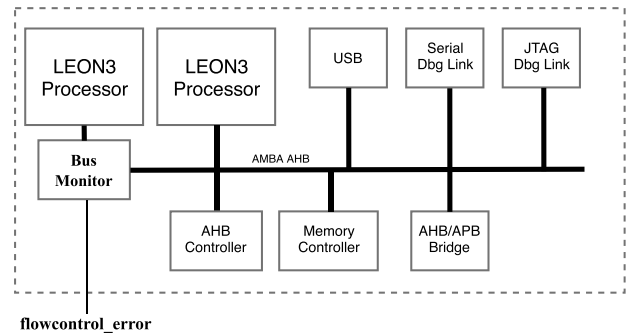 LEON3
Processor
LEON3
Processor
USB
Serial
Dbg Link
JTAG
Dbg Link
Bus
Monitor
AMBA AHB
AHB
Controller
Memory
Controller
AHB/APB
Bridge
flowcontrol_error